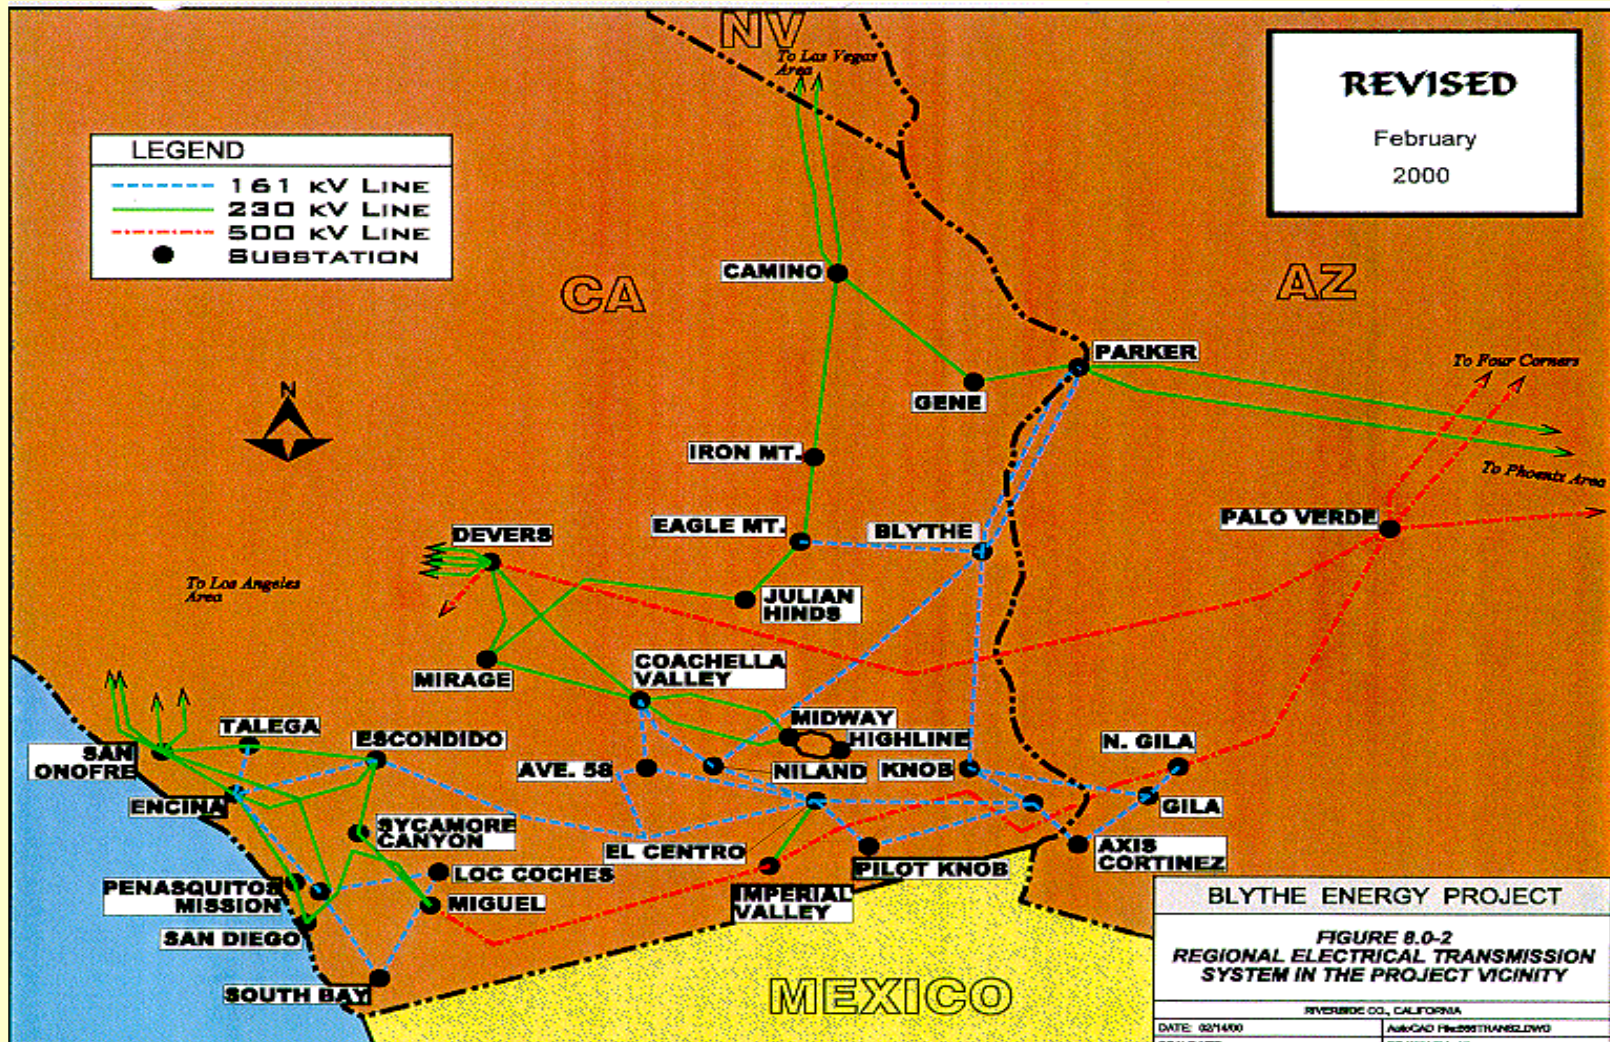 NV
To Las Vegas
Area
REVISED
February
2000
LEGEND
161 KV LINE
230 KV LINE
500 KV LINE
SUBSTATION
CA
AZ
CAMINO
PARKER
To Four Corners
N
GENE
IRON MT.
To Phoenix Area
EAGLE MT.
BLYTHE
PALO VERDE
DEVERS
To Los Angeles
Area
JULIAN
HINDS
MIRAGE
COACHELLA
VALLEY
TALEGA
ESCONDIDO
MIDWAY
HIGHLINE
N. GILA
SAN
ONOFRE
AVE. 58
NILAND
KNOB
ENCINA
GILA
SYCAMORE
CANYON
EL CENTRO
AXIS
CORTINEZ
LOC COCHES
PILOT KNOB
PENASQUITOS
MISSION
MIGUEL
IMPERIAL
VALLEY
SAN DIEGO
SOUTH BAY
MEXICO
BLYTHE ENERGY PROJECT
FIGURE 8.0-2
REGIONAL ELECTRICAL TRANSMISSION
SYSTEM IN THE PROJECT VICINITY
RIVERSIDE CO., CALIFORNIA
DATE: 02/14/00